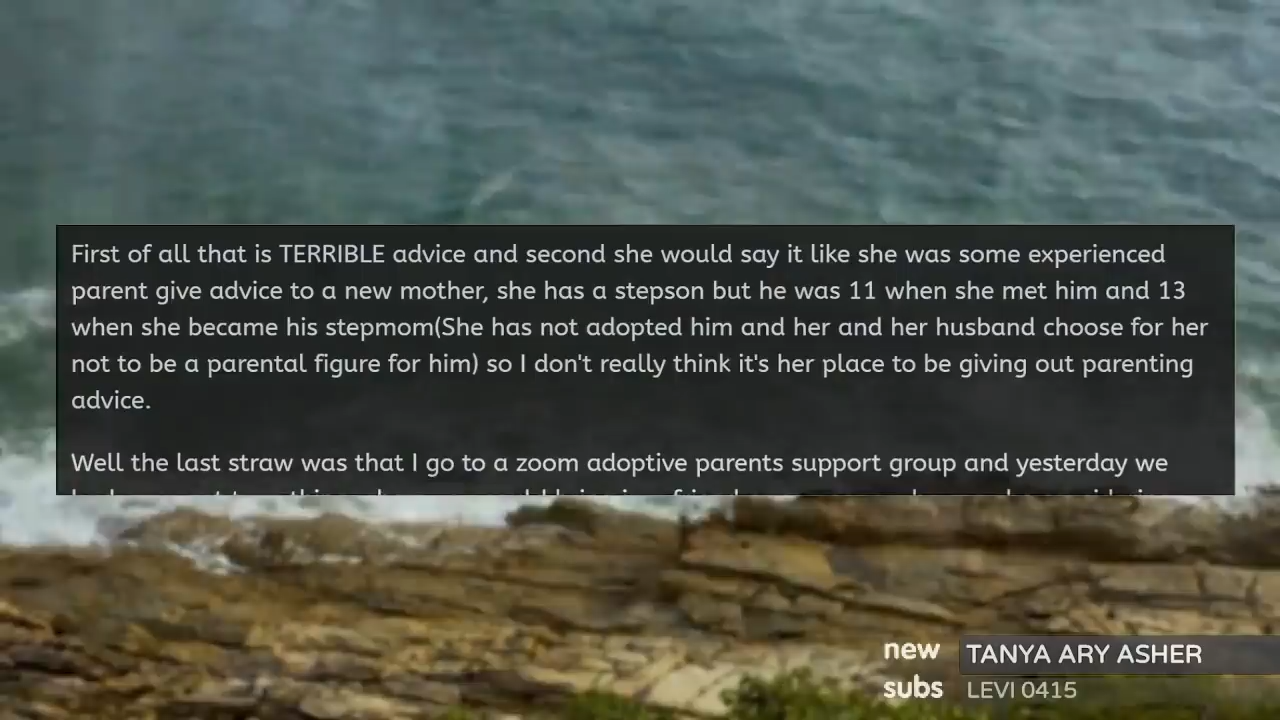 First of all that is TERRIBLE advice and second she would say it like she was some experienced
parent give advice to a new mother, she has a stepson but he was 11 when she met him and 13
when she became his stepmom(She has not adopted him and her and her husband choose for her
not to be a parental figure for him) so I don't really think it's her place to be giving out parenting
advice.
Well the last straw was that I go to a zoom adoptive parents support group and yesterday we
new subs
TANYA ARY ASHER
LEVI 0415